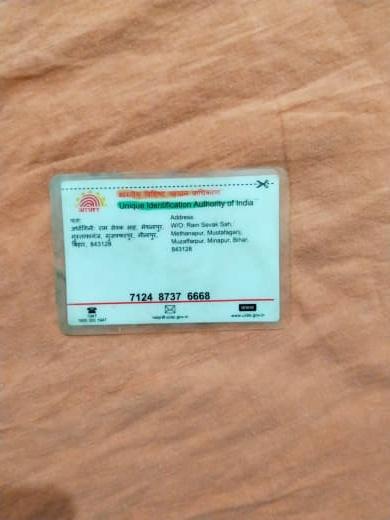 भारतीय विशिष्ट पहचान प्राधिकरण
Unique Identification Authority of India
आधार
पता:
राम सेवक साह, मेथनापुर,
मुस्तफागंज, मुजफ्फरपुर, मीनापुर,
बिहार, 843128
Address
W/O: Ram Sevak Sah,
Methanapur, Mustafaganj,
Muzaffarpur, Minapur, Bihar,
843128
7124 8737 6668
1947
1800 300 1947
help@uidai.gov.in
www
www.uidai.gov.in